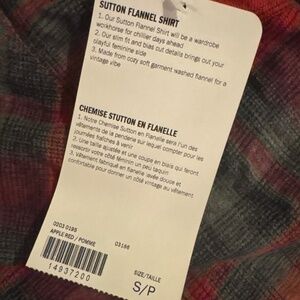 SUTTON FLANNEL SHIRT
1. Our Sutton Flannel Shirt will be a wardrobe
workhorse for chillier days ahead
2. Our slim fit and bias cut details brings out your
playful feminine side
3. Made from cozy soft garment washed flannel for a
vintage vibe
CHEMISE STUTTON EN FLANELLE
1. Notre Chemise Sutton en Flanelle sera l'un des
vêtements de la penderie sur lequel compter pour les
journées fraîches à venir
2. Une taille ajustée et une coupe en biais qui feront
ressortir votre côté féminin un peu taquin
3. Vêtement fabriqué en flanelle lavée douce et
confortable pour donner un côté vintage au vêtement
0203 0195
03186
APPLE RED / POMME
SIZE/TAILLE
14937200
S/P